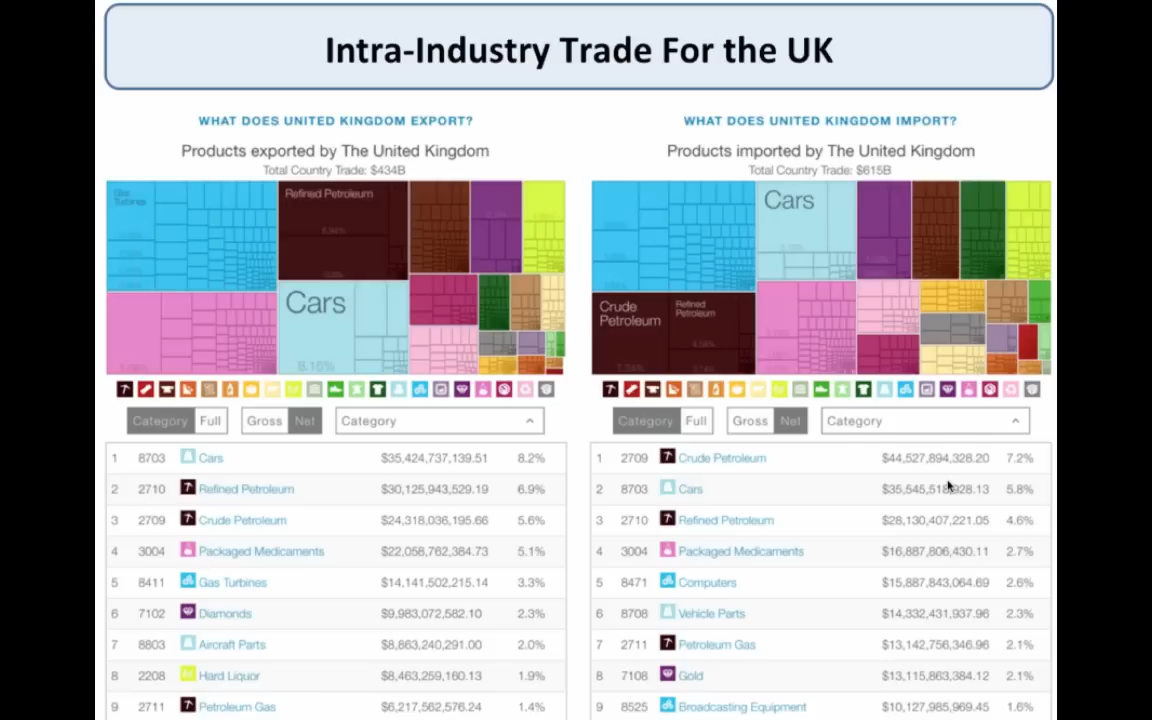 Intra-Industry Trade For the UK
WHAT DOES UNITED KINGDOM EXPORT?
Products exported by The United Kingdom
Total Country Trade: $434B
Gas Turbines
Refined Petroleum
Cars
8.16%
Category Full Gross Net Category
1 8703 Cars $35,424,737,139.51 8.2%
2 2710 Refined Petroleum $30,125,943,529.19 6.9%
3 2709 Crude Petroleum $24,318,036,195.66 5.6%
4 3004 Packaged Medicaments $22,058,762,384.73 5.1%
5 8411 Gas Turbines $14,141,502,215.14 3.3%
6 7102 Diamonds $9,983,072,582.10 2.3%
7 8803 Aircraft Parts $8,863,240,291.00 2.0%
8 2208 Hard Liquor $8,463,259,160.13 1.9%
9 2711 Petroleum Gas $6,217,562,576.24 1.4%
WHAT DOES UNITED KINGDOM IMPORT?
Products imported by The United Kingdom
Total Country Trade: $615B
Cars
Crude Petroleum
Refined Petroleum
Category Full Gross Net Category
1 2709 Crude Petroleum $44,527,894,328.20 7.2%
2 8703 Cars $35,545,518,928.13 5.8%
3 2710 Refined Petroleum $28,130,407,221.05 4.6%
4 3004 Packaged Medicaments $16,887,806,430.11 2.7%
5 8471 Computers $15,887,843,064.69 2.6%
6 8708 Vehicle Parts $14,332,431,937.96 2.3%
7 2711 Petroleum Gas $13,142,756,346.96 2.1%
8 7108 Gold $13,115,863,384.12 2.1%
9 8525 Broadcasting Equipment $10,127,985,969.45 1.6%